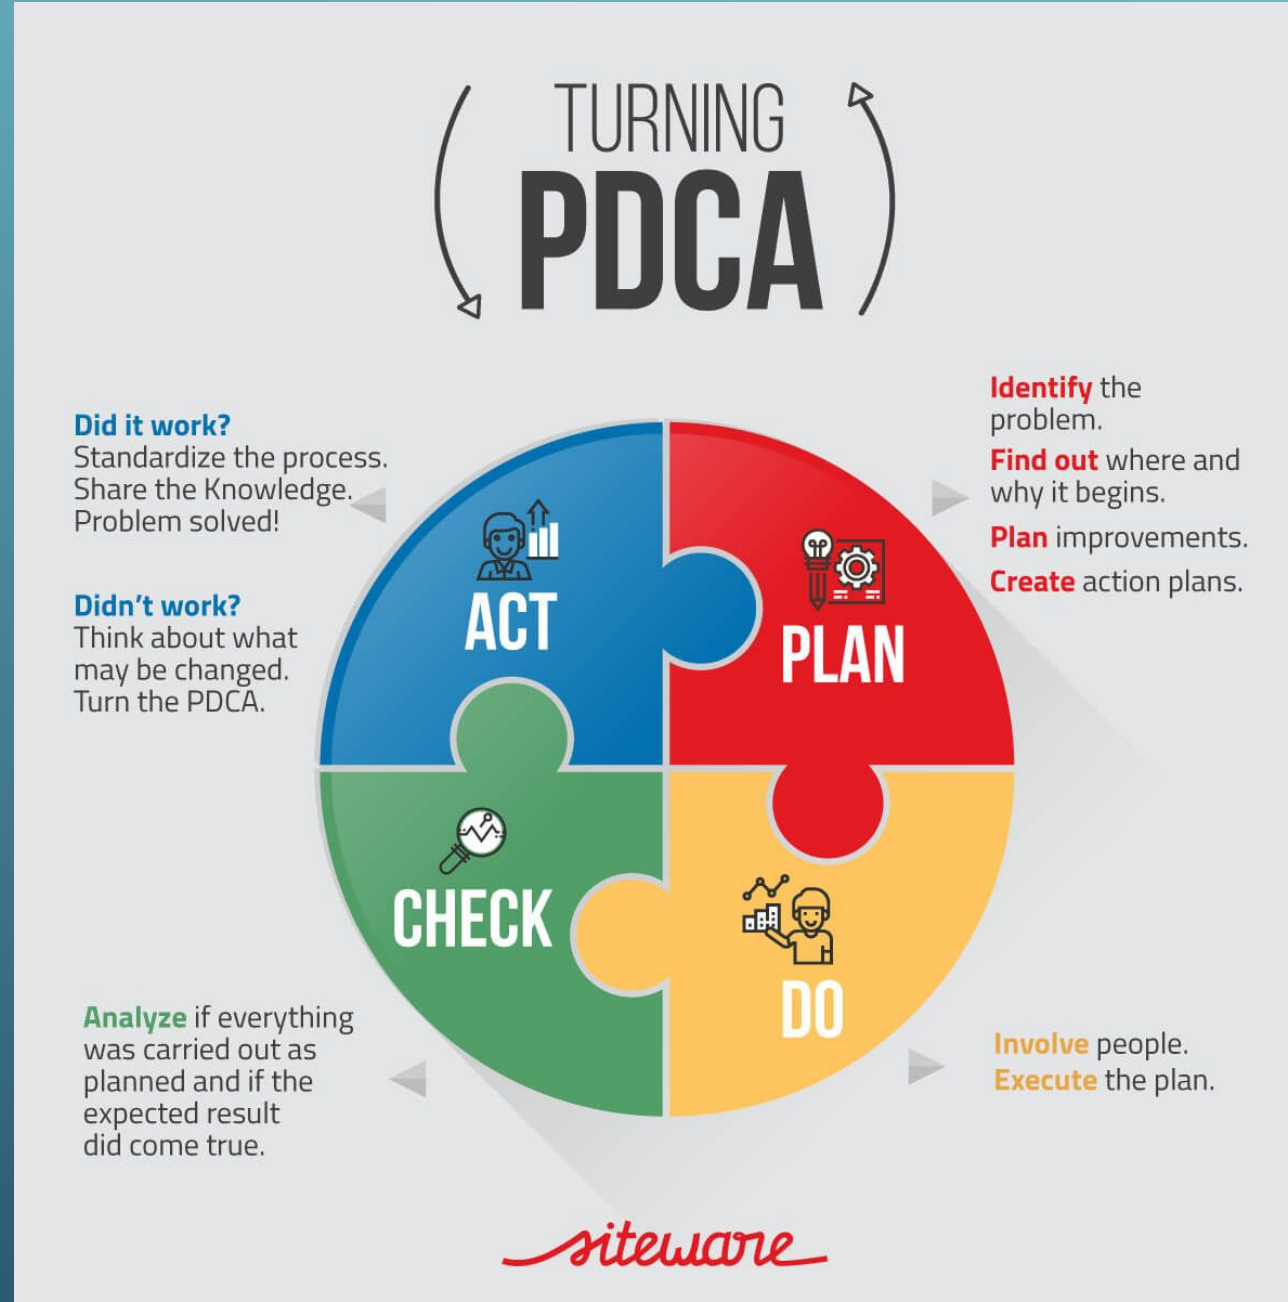 TURNING
PDCA
Did it work?
Standardize the process.
Share the Knowledge.
Problem solved!
Didn't work?
Think about what
may be changed.
Turn the PDCA.
Identify the
problem.
Find out where and
why it begins.
Plan improvements.
Create action plans.
ACT
PLAN
CHECK
DO
Analyze if everything
was carried out as
planned and if the
expected result
did come true.
Involve people.
Execute the plan.
siteware